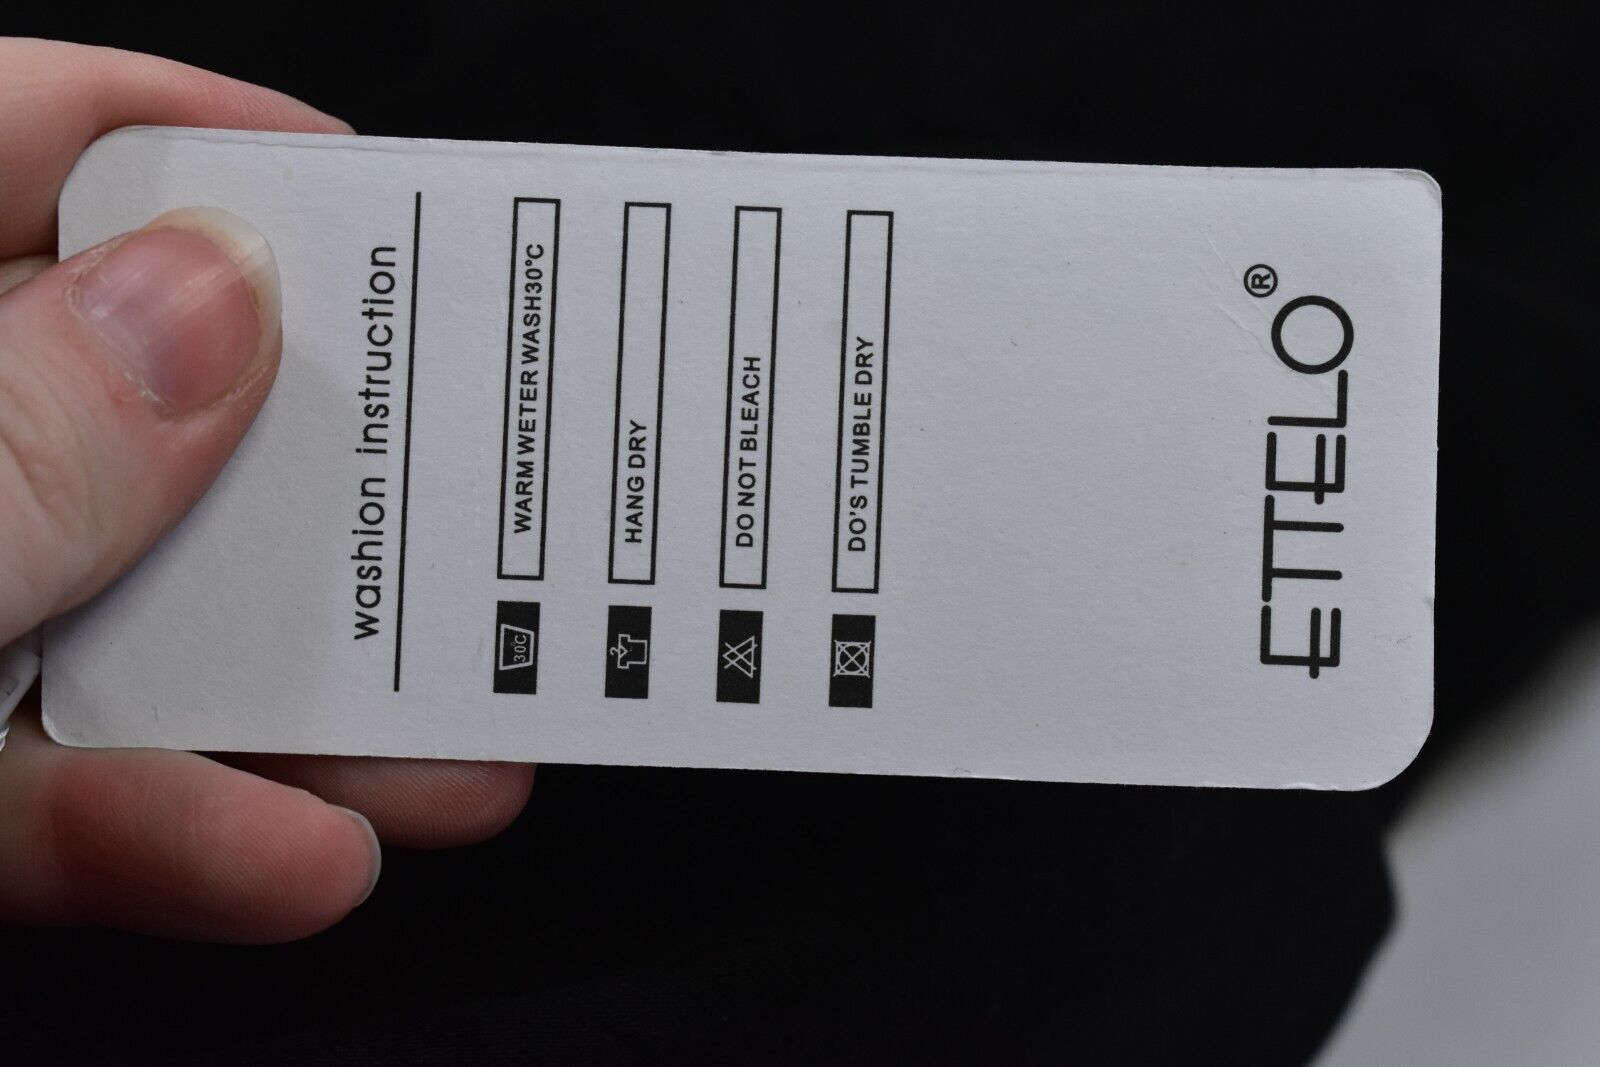 washion instruction
30°C WARM WETER WASH30°C
HANG DRY
DO NOT BLEACH
DO'S TUMBLE DRY
ETTELO®